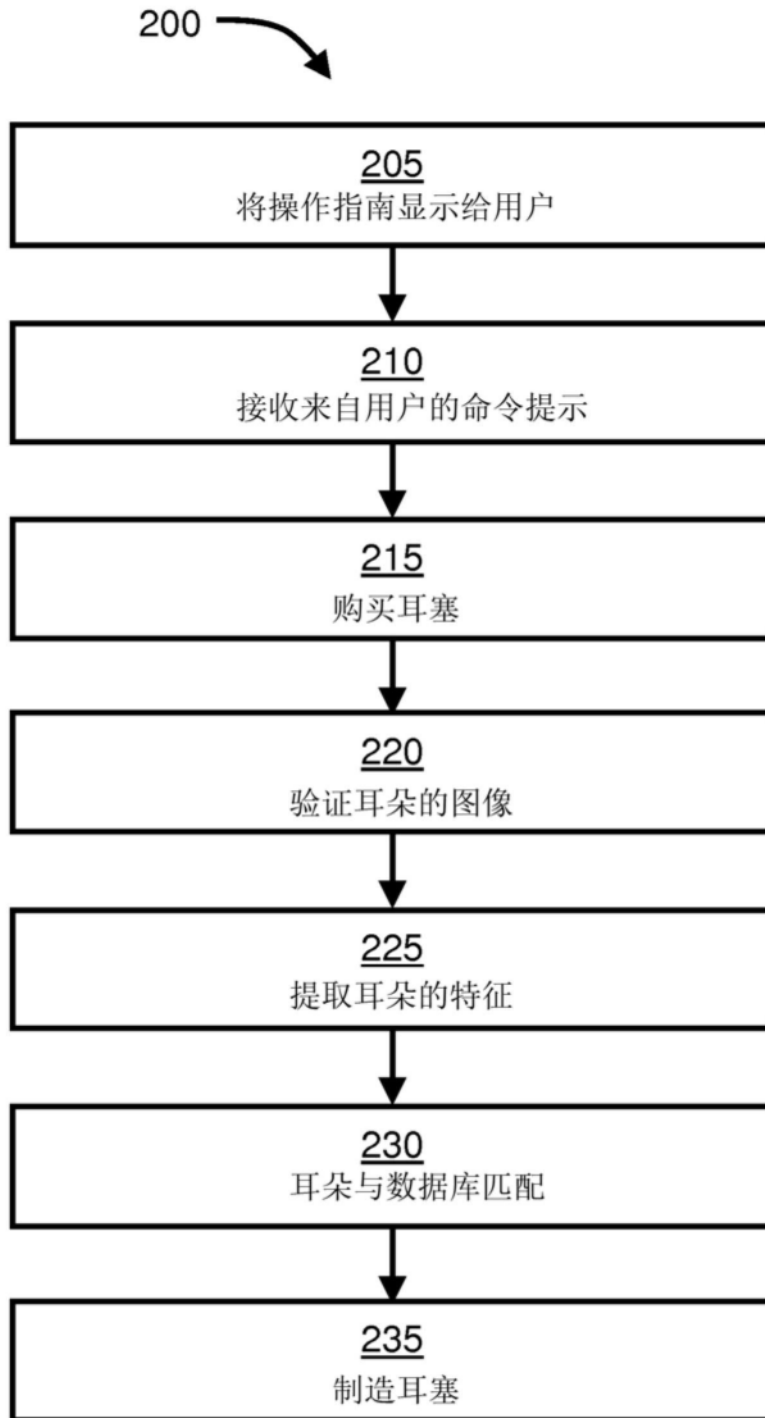 200
205
将操作指南显示给用户
210
接收来自用户的命令提示
215
购买耳塞
220
验证耳朵的图像
225
提取耳朵的特征
230
耳朵与数据库匹配
235
制造耳塞